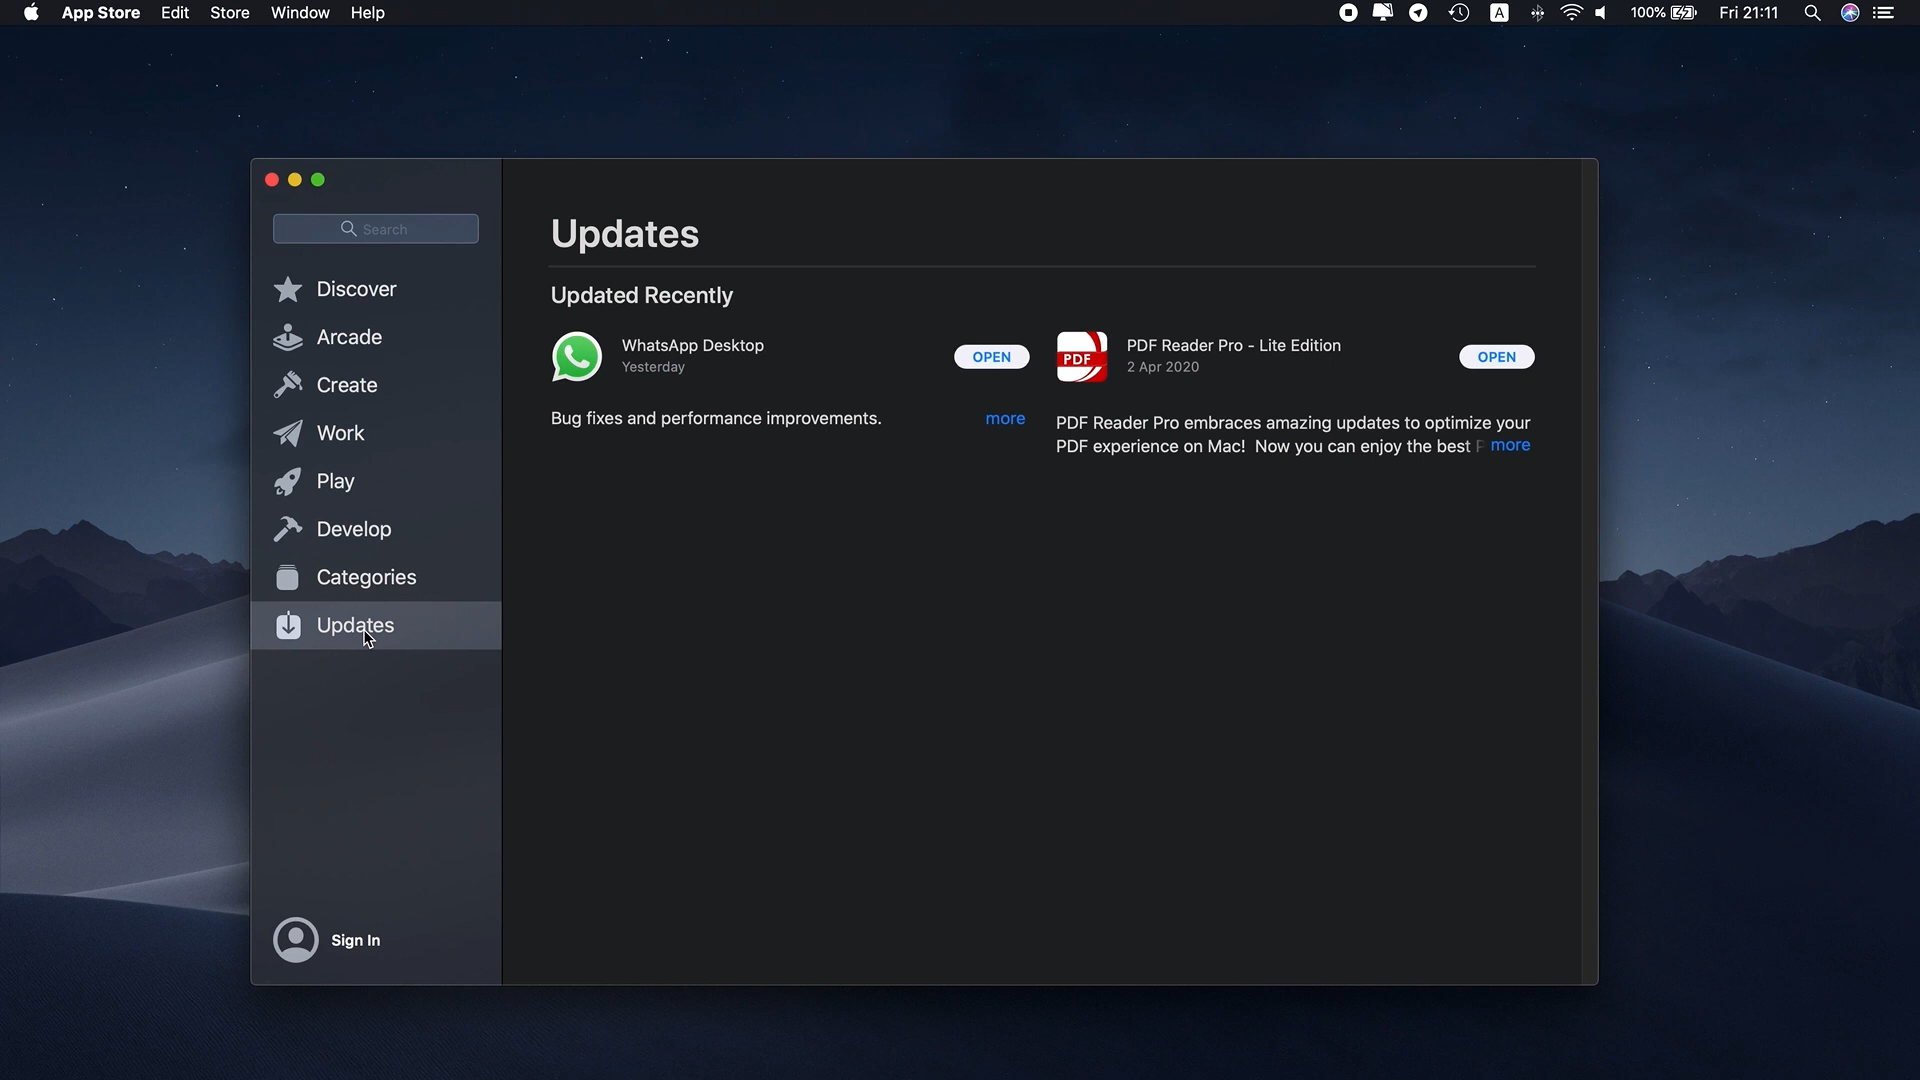 App Store Edit Store Window Help
A 100% Fri 21:11
Search
Discover
Arcade
Create
Work
Play
Develop
Categories
Updates
Sign In
Updates
Updated Recently
WhatsApp Desktop
Yesterday
OPEN
Bug fixes and performance improvements. more
PDF
PDF Reader Pro - Lite Edition
2 Apr 2020
OPEN
PDF Reader Pro embraces amazing updates to optimize your
PDF experience on Mac! Now you can enjoy the best more